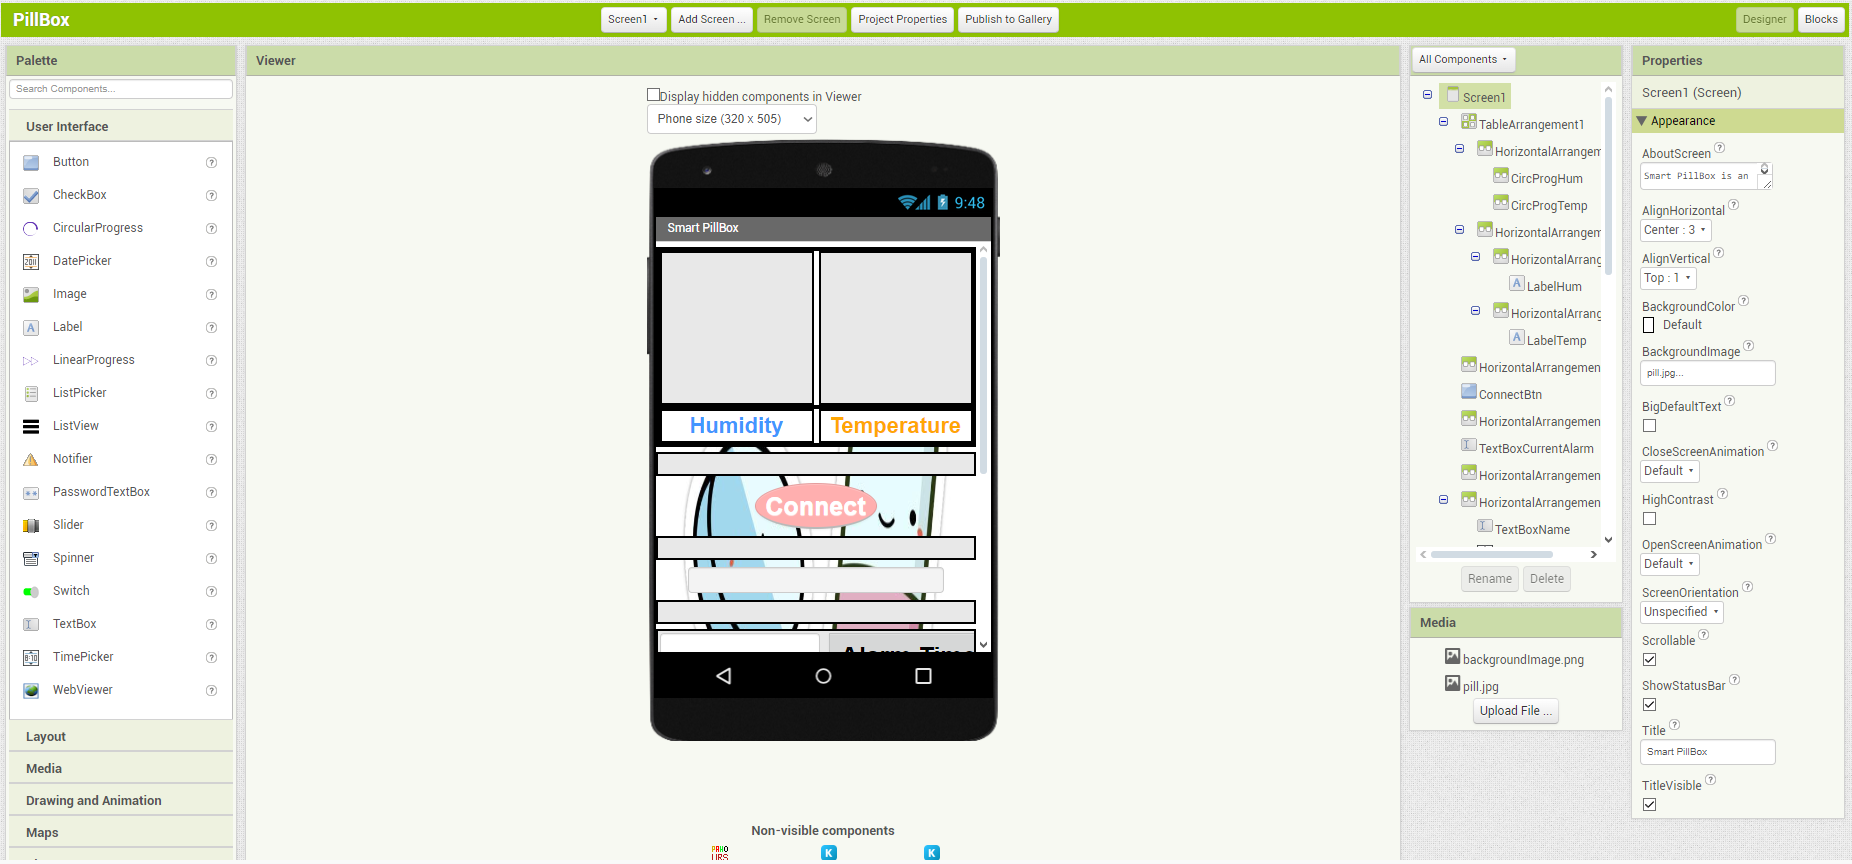 PillBox
Screen1
Add Screen ...
Remove Screen
Project Properties
Publish to Gallery
Designer
Blocks
Palette
Search Components...
User Interface
Button
CheckBox
CircularProgress
DatePicker
Image
Label
LinearProgress
ListPicker
ListView
Notifier
PasswordTextBox
Slider
Spinner
Switch
TextBox
TimePicker
WebViewer
Layout
Media
Drawing and Animation
Maps
Viewer
Display hidden components in Viewer
Phone size (320 x 505)
9:48
Smart PillBox
Humidity
Temperature
Connect
Alarm Time
Non-visible components
All Components
Screen1
TableArrangement1
HorizontalArrangem
CircProgHum
CircProgTemp
HorizontalArrangem
HorizontalArrang
LabelHum
HorizontalArrang
LabelTemp
HorizontalArrangemen
ConnectBtn
HorizontalArrangemen
TextBoxCurrentAlarm
HorizontalArrangemen
HorizontalArrangemen
TextBoxName
Rename
Delete
Media
backgroundImage.png
pill.jpg
Upload File ...
Properties
Screen1 (Screen)
Appearance
AboutScreen
Smart PillBox is an
AlignHorizontal
Center : 3
AlignVertical
Top : 1
BackgroundColor
Default
BackgroundImage
pill.jpg...
BigDefaultText
CloseScreenAnimation
Default
HighContrast
OpenScreenAnimation
Default
ScreenOrientation
Unspecified
Scrollable
ShowStatusBar
Title
Smart PillBox
TitleVisible